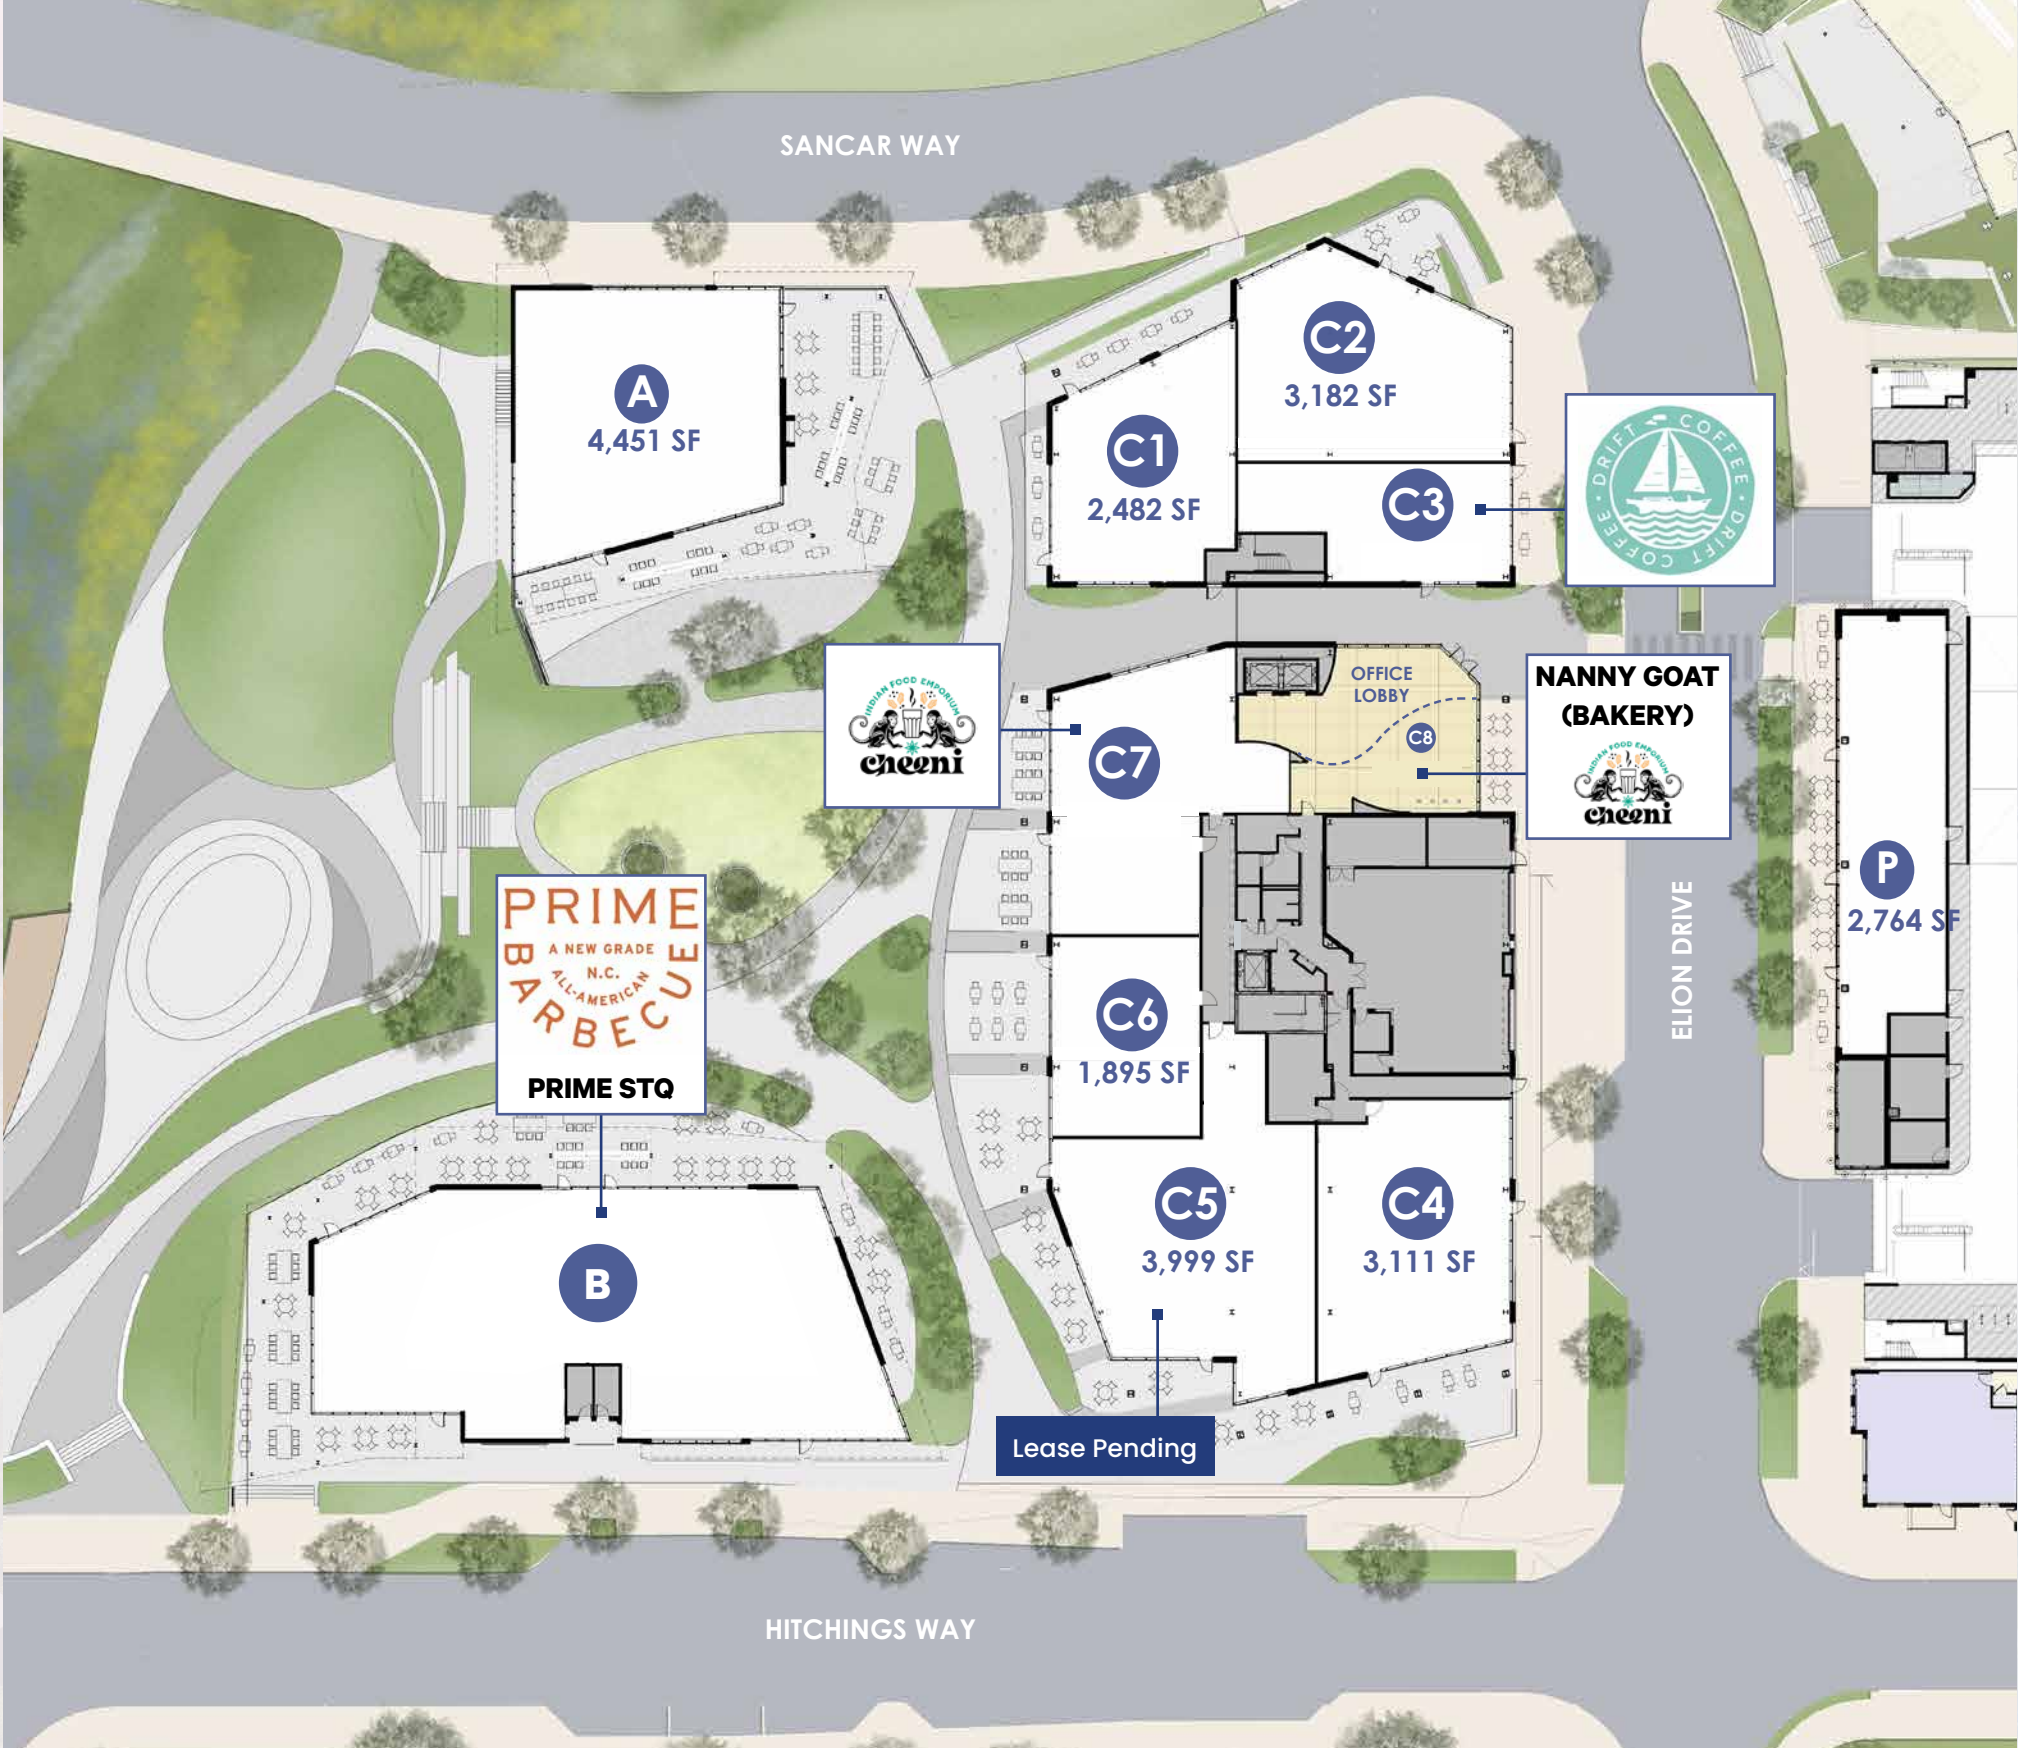 SANCAR WAY
A
4,451 SF
C2
3,182 SF
C1
2,482 SF
C3
DRIFT COFFEE • DRIFT COFFEE •
INDIAN FOOD EMPORIUM
cheeni
C7
OFFICE
LOBBY
C8
NANNY GOAT
(BAKERY)
INDIAN FOOD EMPORIUM
cheeni
P
2,764 SF
ELION DRIVE
PRIME
BARBECUE
A NEW GRADE
N.C.
ALL-AMERICAN
PRIME STQ
C6
1,895 SF
C5
3,999 SF
C4
3,111 SF
B
Lease Pending
HITCHINGS WAY